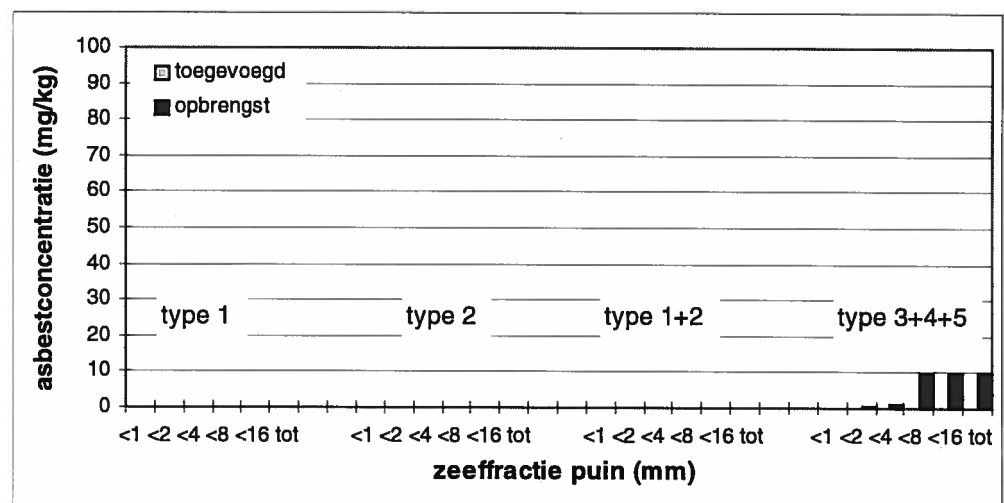 100
90
80
70
60
50
40
30
20
10
0
asbestconcentratie (mg/kg)
toegevoegd
opbrengst
type 1
type 2
type 1+2
type 3+4+5
<1 <2 <4 <8 <16 tot
<1 <2 <4 <8 <16 tot
<1 <2 <4 <8 <16 tot
<1 <2 <4 <8 <16 tot
zeeffractie puin (mm)